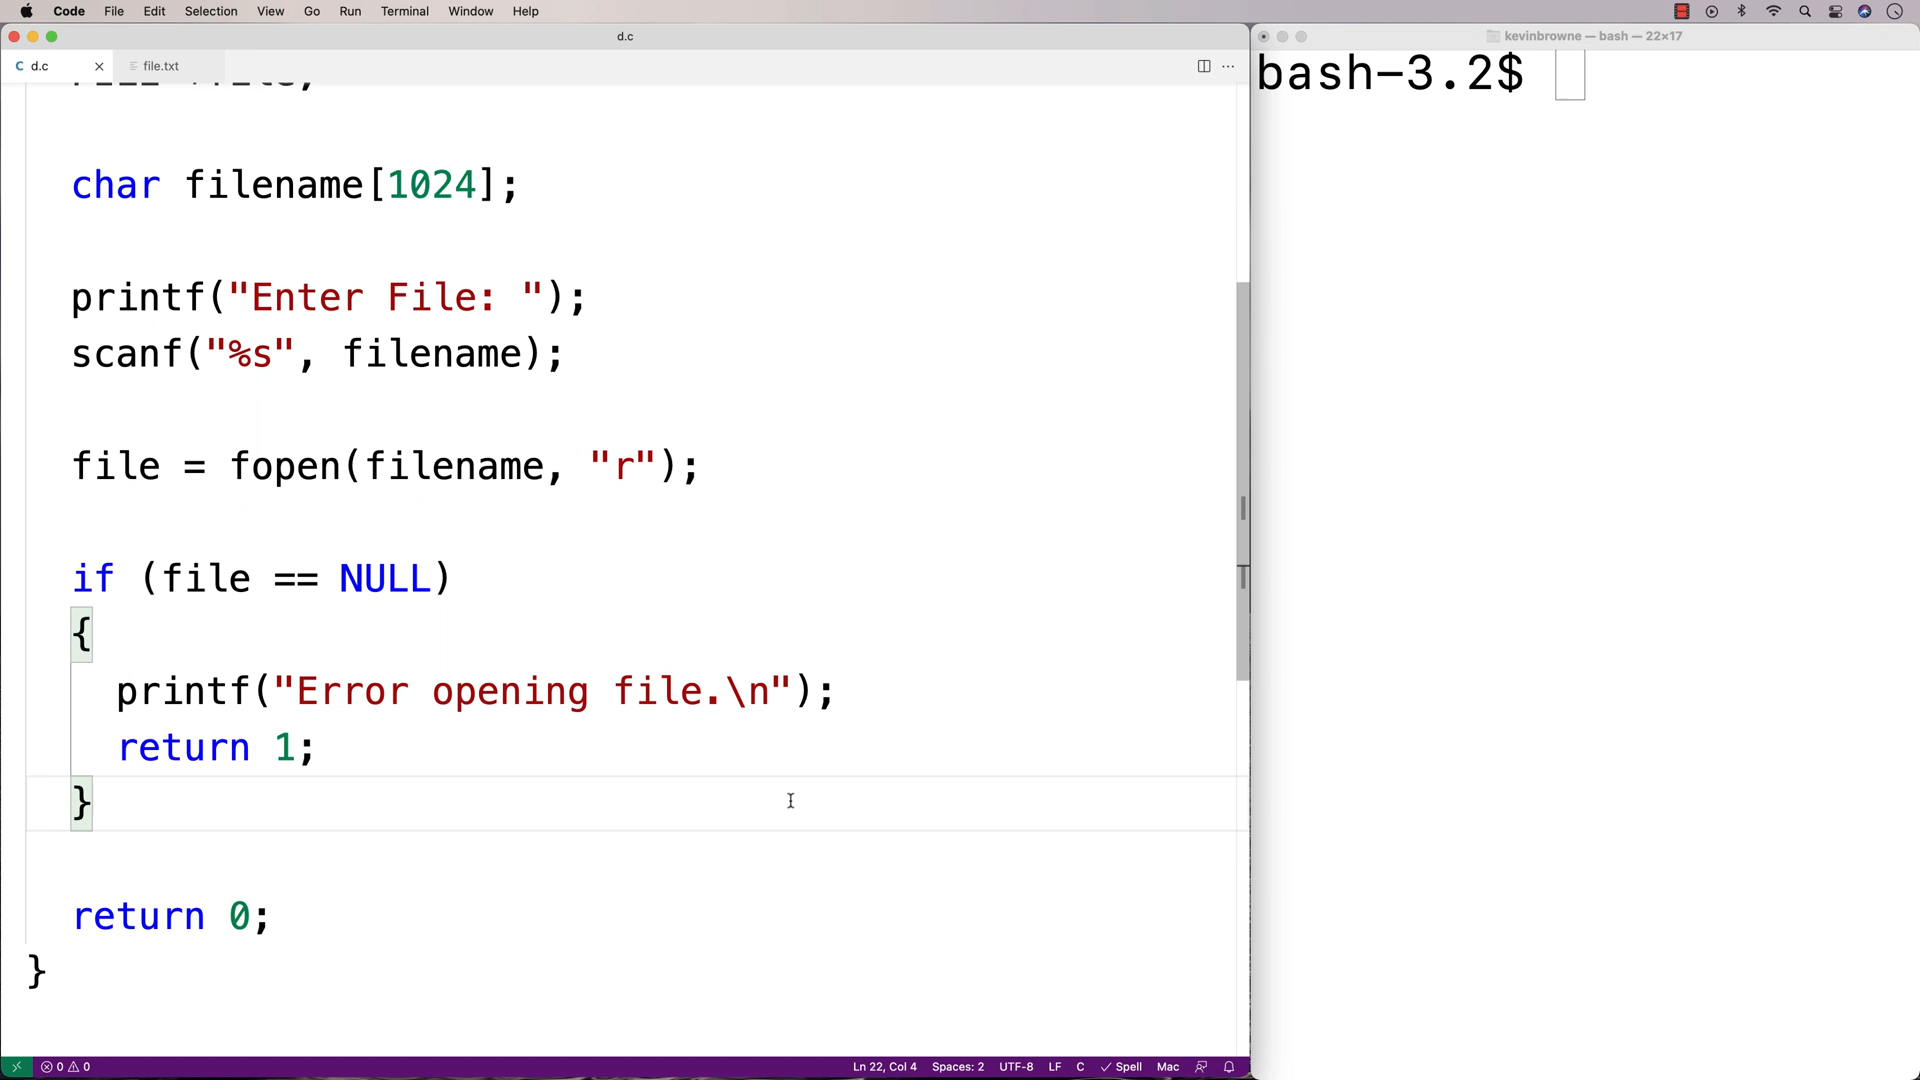 Code File Edit Selection View Go Run Terminal Window Help
d.c
kevinbrowne — bash — 22×17
C d.c file.txt
bash-3.2$
char filename[1024];
printf("Enter File: ");
scanf("%s", filename);
file = fopen(filename, "r");
if (file == NULL)
{
printf("Error opening file.\n");
return 1;
}
return 0;
}
0 0 Ln 22, Col 4 Spaces: 2 UTF-8 LF C Spell Mac